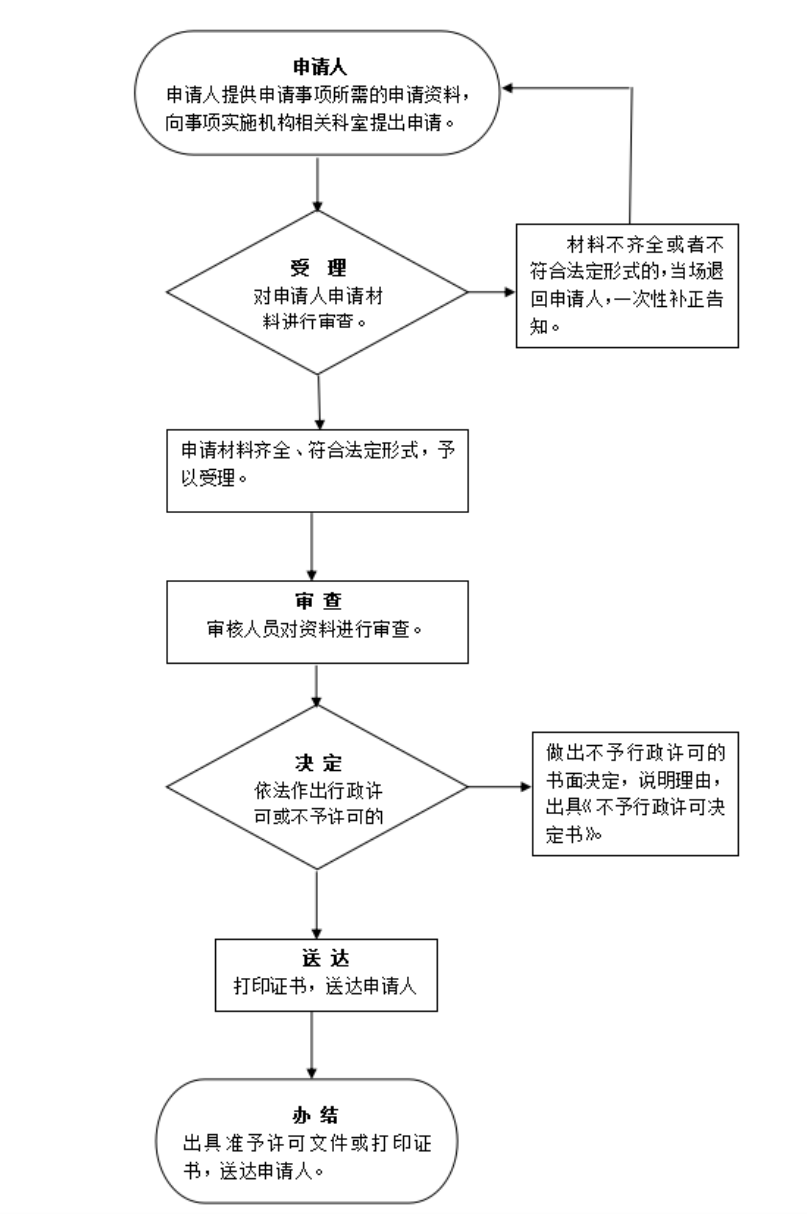 申请人
申请人提供申请事项所需的申请资料，
向事项实施机构相关科室提出申请。
受 理
对申请人申请材
料进行审查。
材料不齐全或者不
符合法定形式的，当场退
回申请人，一次性补正告
知。
申请材料齐全、符合法定形式，予
以受理。
审 查
审核人员对资料进行审查。
决 定
依法作出行政许
可或不予许可的
做出不予行政许可的
书面决定，说明理由，
出具《不予行政许可决
定书》。
送 达
打印证书，送达申请人
办 结
出具准予许可文件或打印证
书，送达申请人。